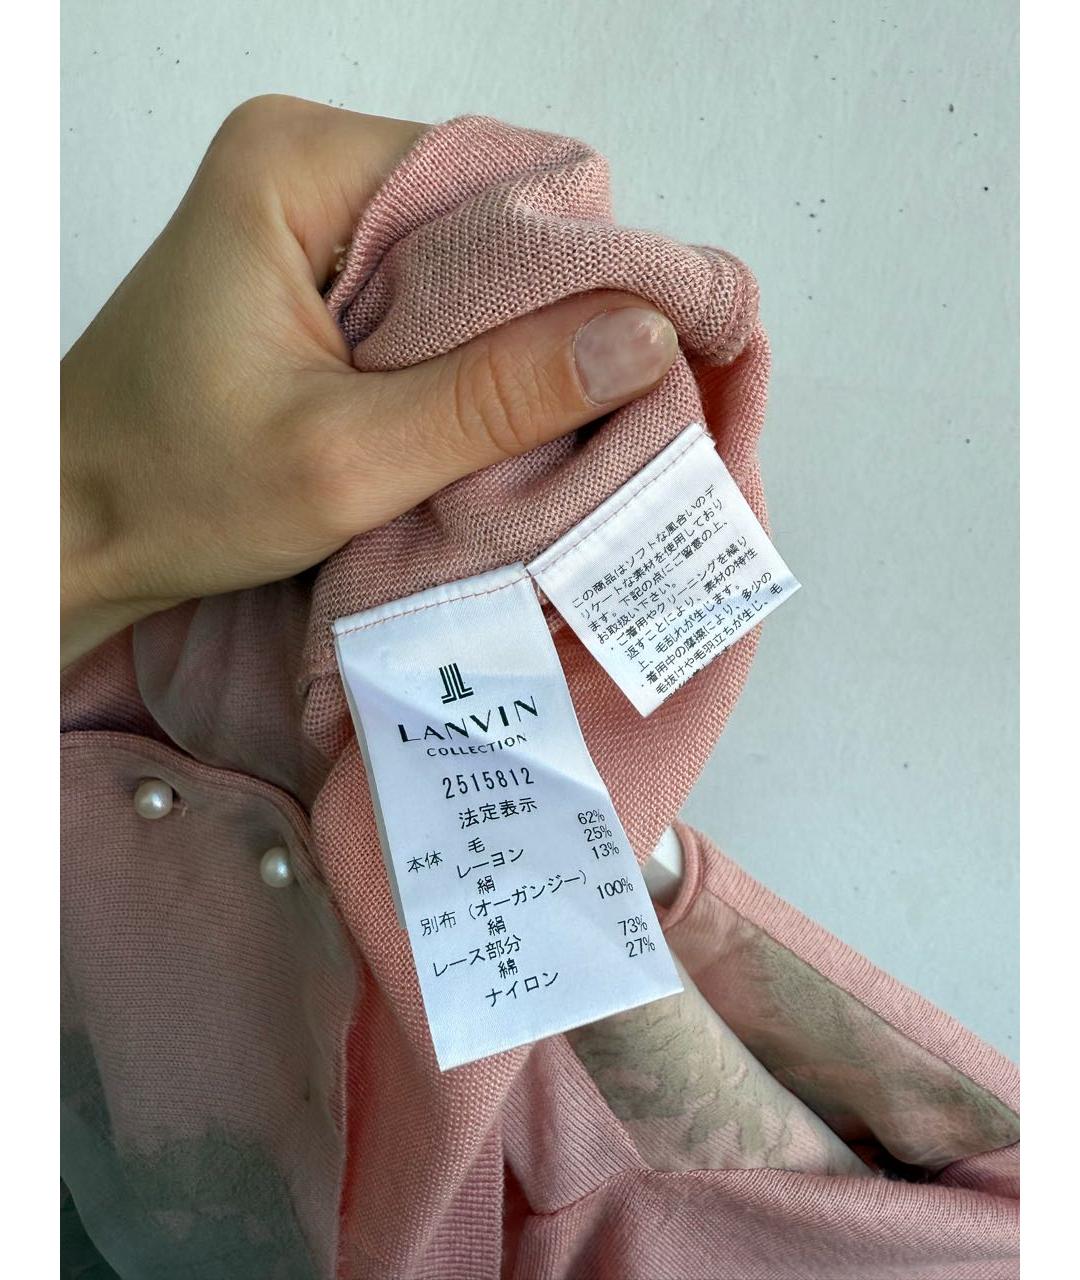 LANVIN
COLLECTION
2515812
法定表示
本体 毛 62%
レーヨン 25%
絹 13%
別布 (オーガンジー)
絹 100%
レース部分
綿 73%
ナイロン 27%
この商品はソフトな風合いのデ
リケートな素材を使用しており
ます。下記の点にご留意の上、
お取扱い下さい。
・ご着用やクリーニングを繰り
返すことにより、素材の特性
上、毛乱れが生じます。
・着用中の摩擦により、多少の
毛抜けや毛羽立ちが生じ、毛